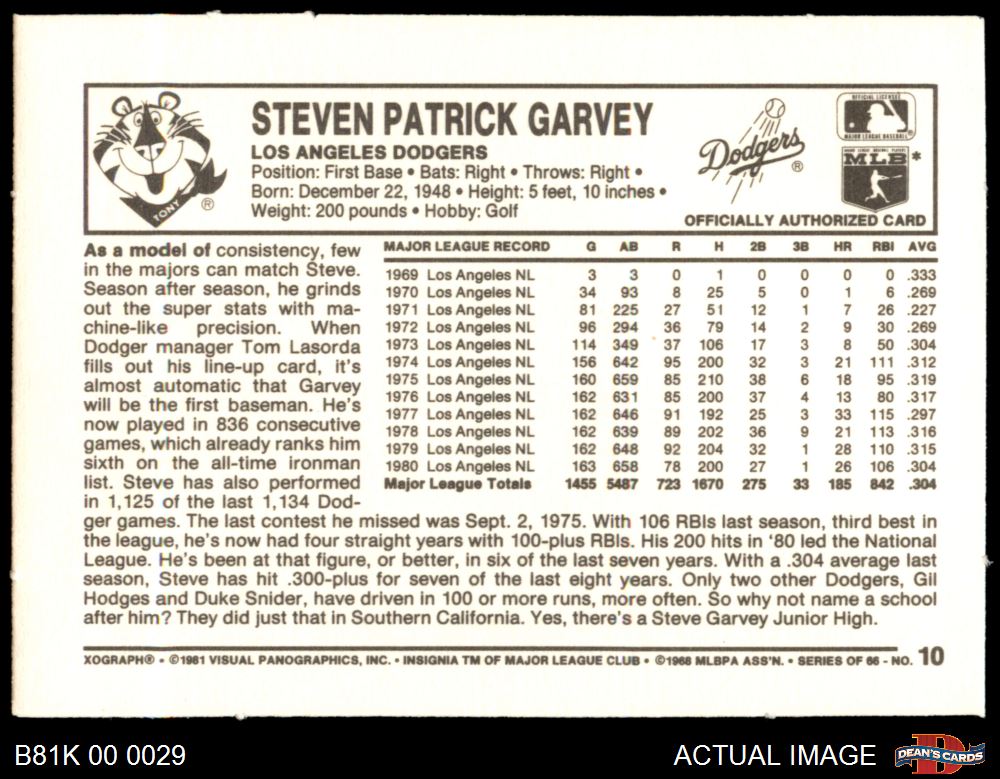 STEVEN PATRICK GARVEY
LOS ANGELES DODGERS
Position: First Base • Bats: Right • Throws: Right •
Born: December 22, 1948 • Height: 5 feet, 10 inches •
Weight: 200 pounds • Hobby: Golf
TONY ®
Dodgers ®
OFFICIAL LICENSEE
MAJOR LEAGUE BASEBALL®
MLB*
OFFICIALLY AUTHORIZED CARD
As a model of consistency, few
in the majors can match Steve.
Season after season, he grinds
out the super stats with ma-
chine-like precision. When
Dodger manager Tom Lasorda
fills out his line-up card, it's
almost automatic that Garvey
will be the first baseman. He's
now played in 836 consecutive
games, which already ranks him
sixth on the all-time ironman
list. Steve has also performed
in 1,125 of the last 1,134 Dod-
MAJOR LEAGUE RECORD G AB R H 2B 3B HR RBI AVG
1969 Los Angeles NL 3 3 0 1 0 0 0 0 .333
1970 Los Angeles NL 34 93 8 25 5 0 1 6 .269
1971 Los Angeles NL 81 225 27 51 12 1 7 26 .227
1972 Los Angeles NL 96 294 36 79 14 2 9 30 .269
1973 Los Angeles NL 114 349 37 106 17 3 8 50 .304
1974 Los Angeles NL 156 642 95 200 32 3 21 111 .312
1975 Los Angeles NL 160 659 85 210 38 6 18 95 .319
1976 Los Angeles NL 162 631 85 200 37 4 13 80 .317
1977 Los Angeles NL 162 646 91 192 25 3 33 115 .297
1978 Los Angeles NL 162 639 89 202 36 9 21 113 .316
1979 Los Angeles NL 162 648 92 204 32 1 28 110 .315
1980 Los Angeles NL 163 658 78 200 27 1 26 106 .304
Major League Totals 1455 5487 723 1670 275 33 185 842 .304
ger games. The last contest he missed was Sept. 2, 1975. With 106 RBIs last season, third best in
the league, he's now had four straight years with 100-plus RBIs. His 200 hits in '80 led the National
League. He's been at that figure, or better, in six of the last seven years. With a .304 average last
season, Steve has hit .300-plus for seven of the last eight years. Only two other Dodgers, Gil
Hodges and Duke Snider, have driven in 100 or more runs, more often. So why not name a school
after him? They did just that in Southern California. Yes, there's a Steve Garvey Junior High.
XOGRAPH® • ©1981 VISUAL PANOGRAPHICS, INC. • INSIGNIA TM OF MAJOR LEAGUE CLUB • ©1968 MLBPA ASS'N. • SERIES OF 66 - NO. 10
B81K 00 0029
ACTUAL IMAGE
DEAN'S CARDS